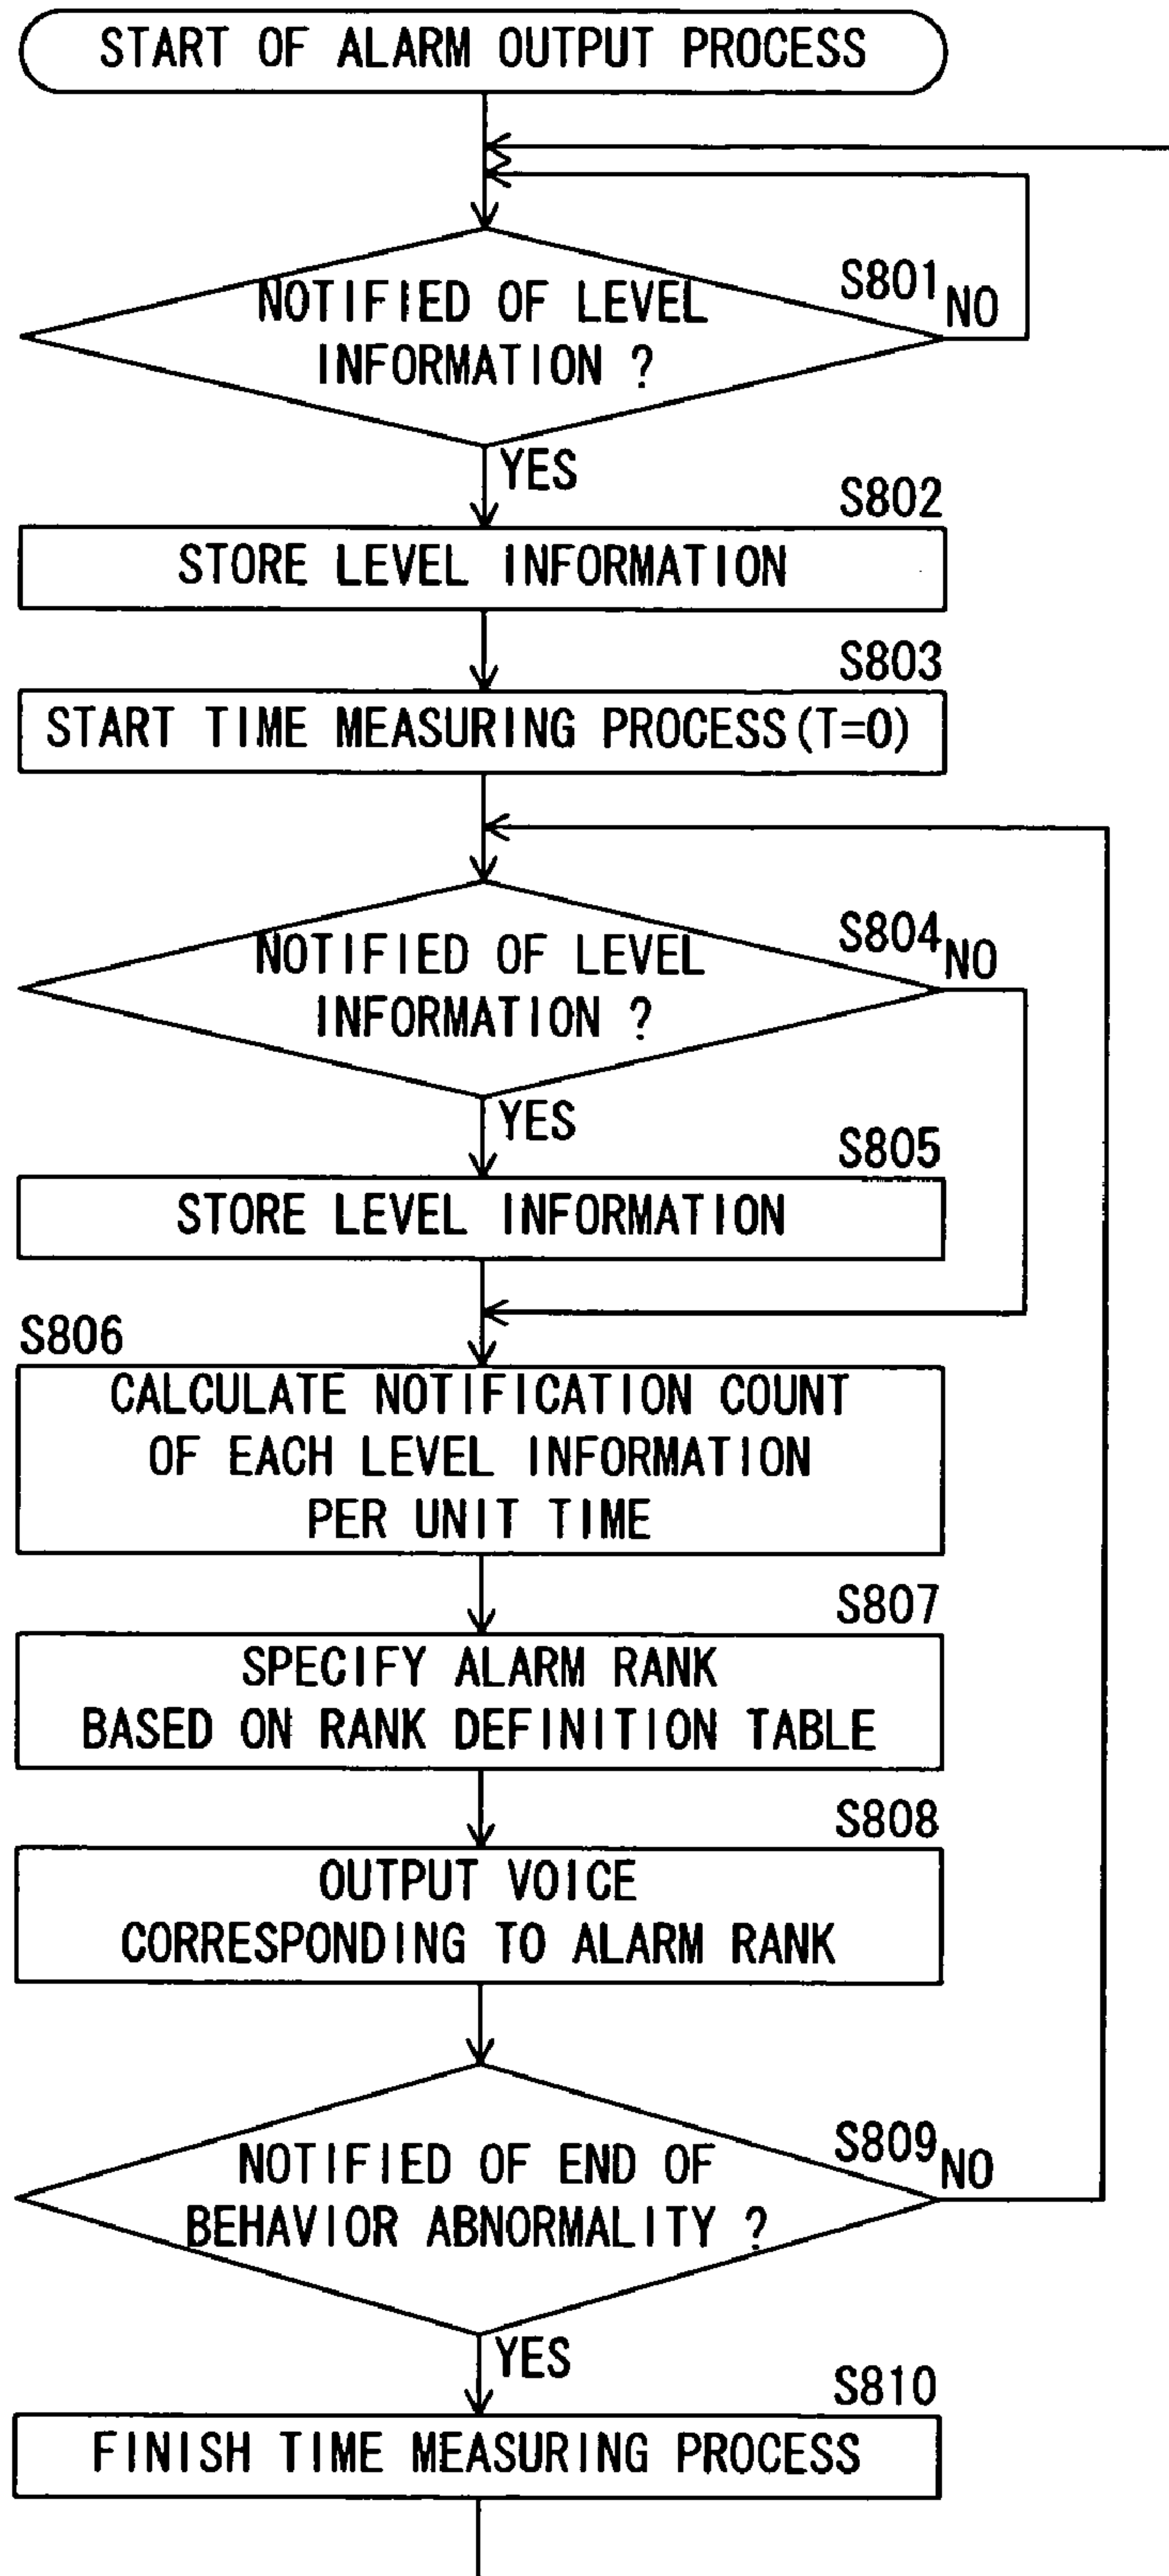 START OF ALARM OUTPUT PROCESS
S801
NO
NOTIFIED OF LEVEL
INFORMATION ?
YES
S802
STORE LEVEL INFORMATION
S803
START TIME MEASURING PROCESS(T=0)
S804
NO
NOTIFIED OF LEVEL
INFORMATION ?
YES
S805
STORE LEVEL INFORMATION
S806
CALCULATE NOTIFICATION COUNT
OF EACH LEVEL INFORMATION
PER UNIT TIME
S807
SPECIFY ALARM RANK
BASED ON RANK DEFINITION TABLE
S808
OUTPUT VOICE
CORRESPONDING TO ALARM RANK
S809
NO
NOTIFIED OF END OF
BEHAVIOR ABNORMALITY ?
YES
S810
FINISH TIME MEASURING PROCESS